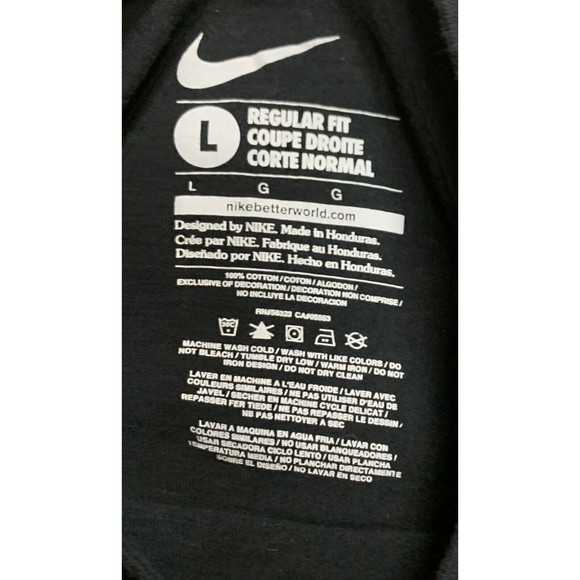 L
REGULAR FIT
COUPE DROITE
CORTE NORMAL
L G G
nikebetterworld.com
Designed by NIKE. Made in Honduras.
Crée par NIKE. Fabrique au Honduras.
Diseñado por NIKE. Hecho en Honduras.
100% COTTON / COTON / ALGODON /
EXCLUSIVE OF DECORATION / DECORATION NON COMPRISE /
NO INCLUYE LA DECORACION
RN#56323 CA#05553
30C
MACHINE WASH COLD / WASH WITH LIKE COLORS / DO
NOT BLEACH / TUMBLE DRY LOW / WARM IRON / DO NOT
IRON DESIGN / DO NOT DRY CLEAN
LAVER EN MACHINE A L'EAU FROIDE / LAVER AVEC
COULEURS SIMILAIRES / NE PAS UTILISER D'EAU DE
JAVEL / SECHER EN MACHINE CYCLE DELICAT /
REPASSER FER TIEDE / NE PAS REPASSER LE DESSIN /
NE PAS NETTOYER A SEC
LAVAR A MAQUINA EN AGUA FRIA / LAVAR CON
COLORES SIMILARES / NO USAR BLANQUEADORES /
USAR SECADORA CICLO LENTO / USAR PLANCHA
TEMPERATURA MEDIA / NO PLANCHAR DIRECTAMENTE
SOBRE EL DISEÑO / NO LAVAR EN SECO